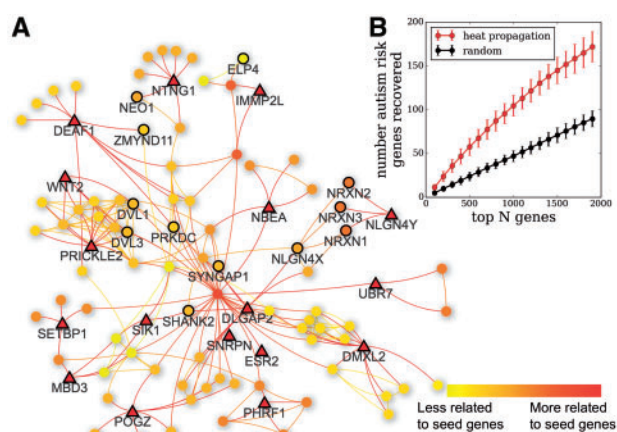 A
B
ELP4
NTNG1
IMMP2L
NEO1
DEAF1
ZMYND11
WNT2
DVL1
NBEA
NRXN2
NRXN3
NLGN4Y
DVL3
PRKDC
NRXN1
PRICKLE2
NLGN4X
SYNGAP1
UBR7
SHANK2
DLGAP2
SETBP1
SIK1
SNRPN
DMXL2
ESR2
MBD3
POGZ
PHRF1
Less related
to seed genes
More related
to seed genes
number autism risk
genes recovered
200
150
100
50
0
heat propagation
random
0
500
1000
1500
2000
top N genes